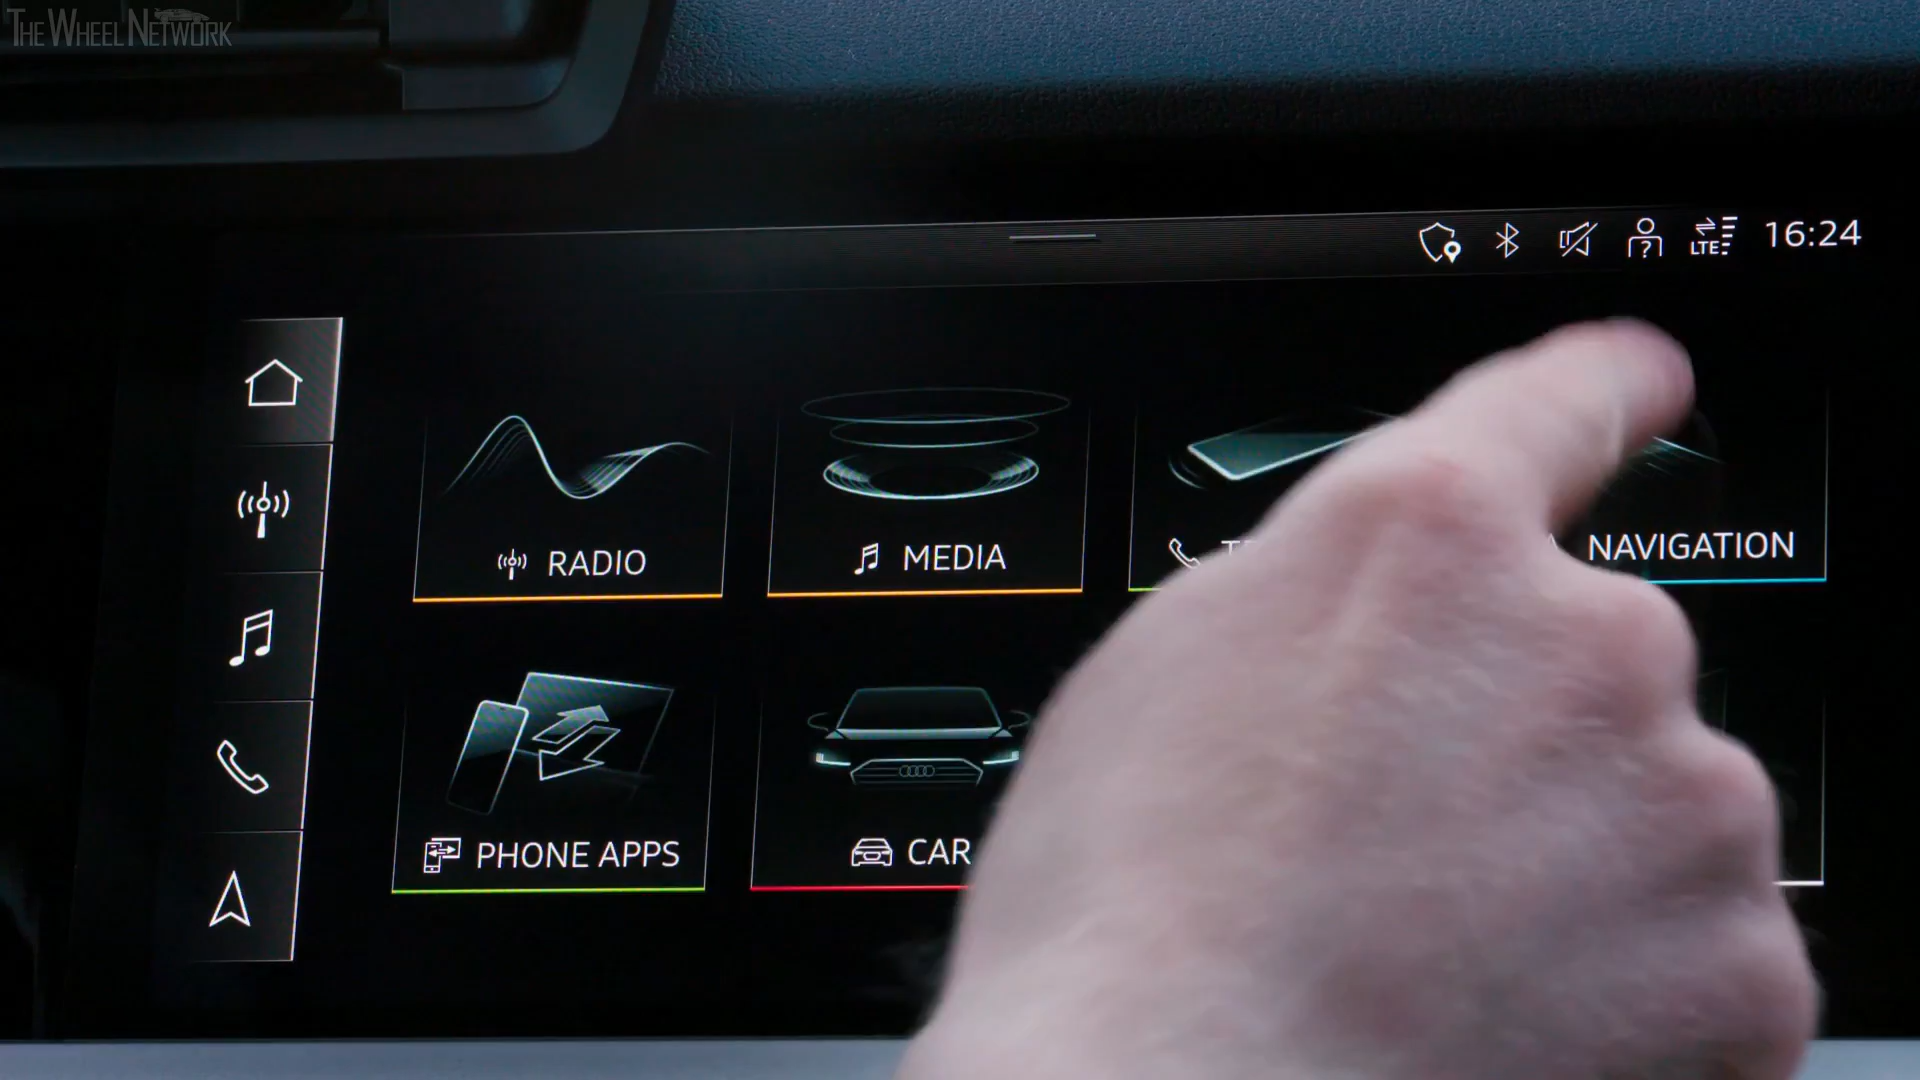 THE WHEEL NETWORK
LTE
16:24
RADIO
MEDIA
NAVIGATION
PHONE APPS
CAR